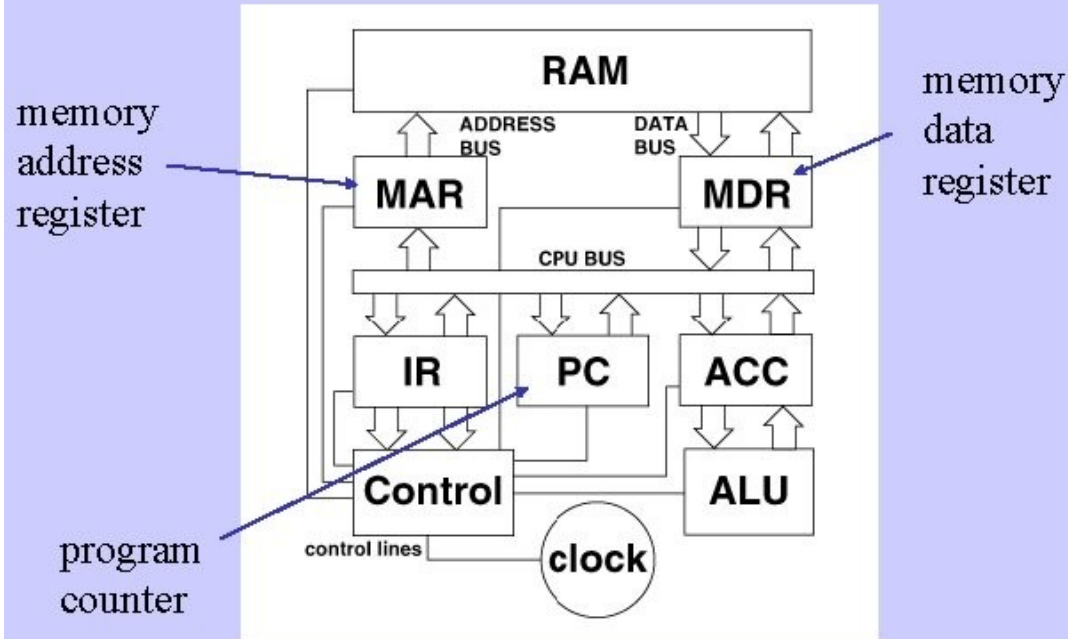 RAM
memory
address
register
ADDRESS
BUS
DATA
BUS
memory
data
register
MAR
MDR
CPU BUS
IR
PC
ACC
Control
ALU
control lines
clock
program
counter